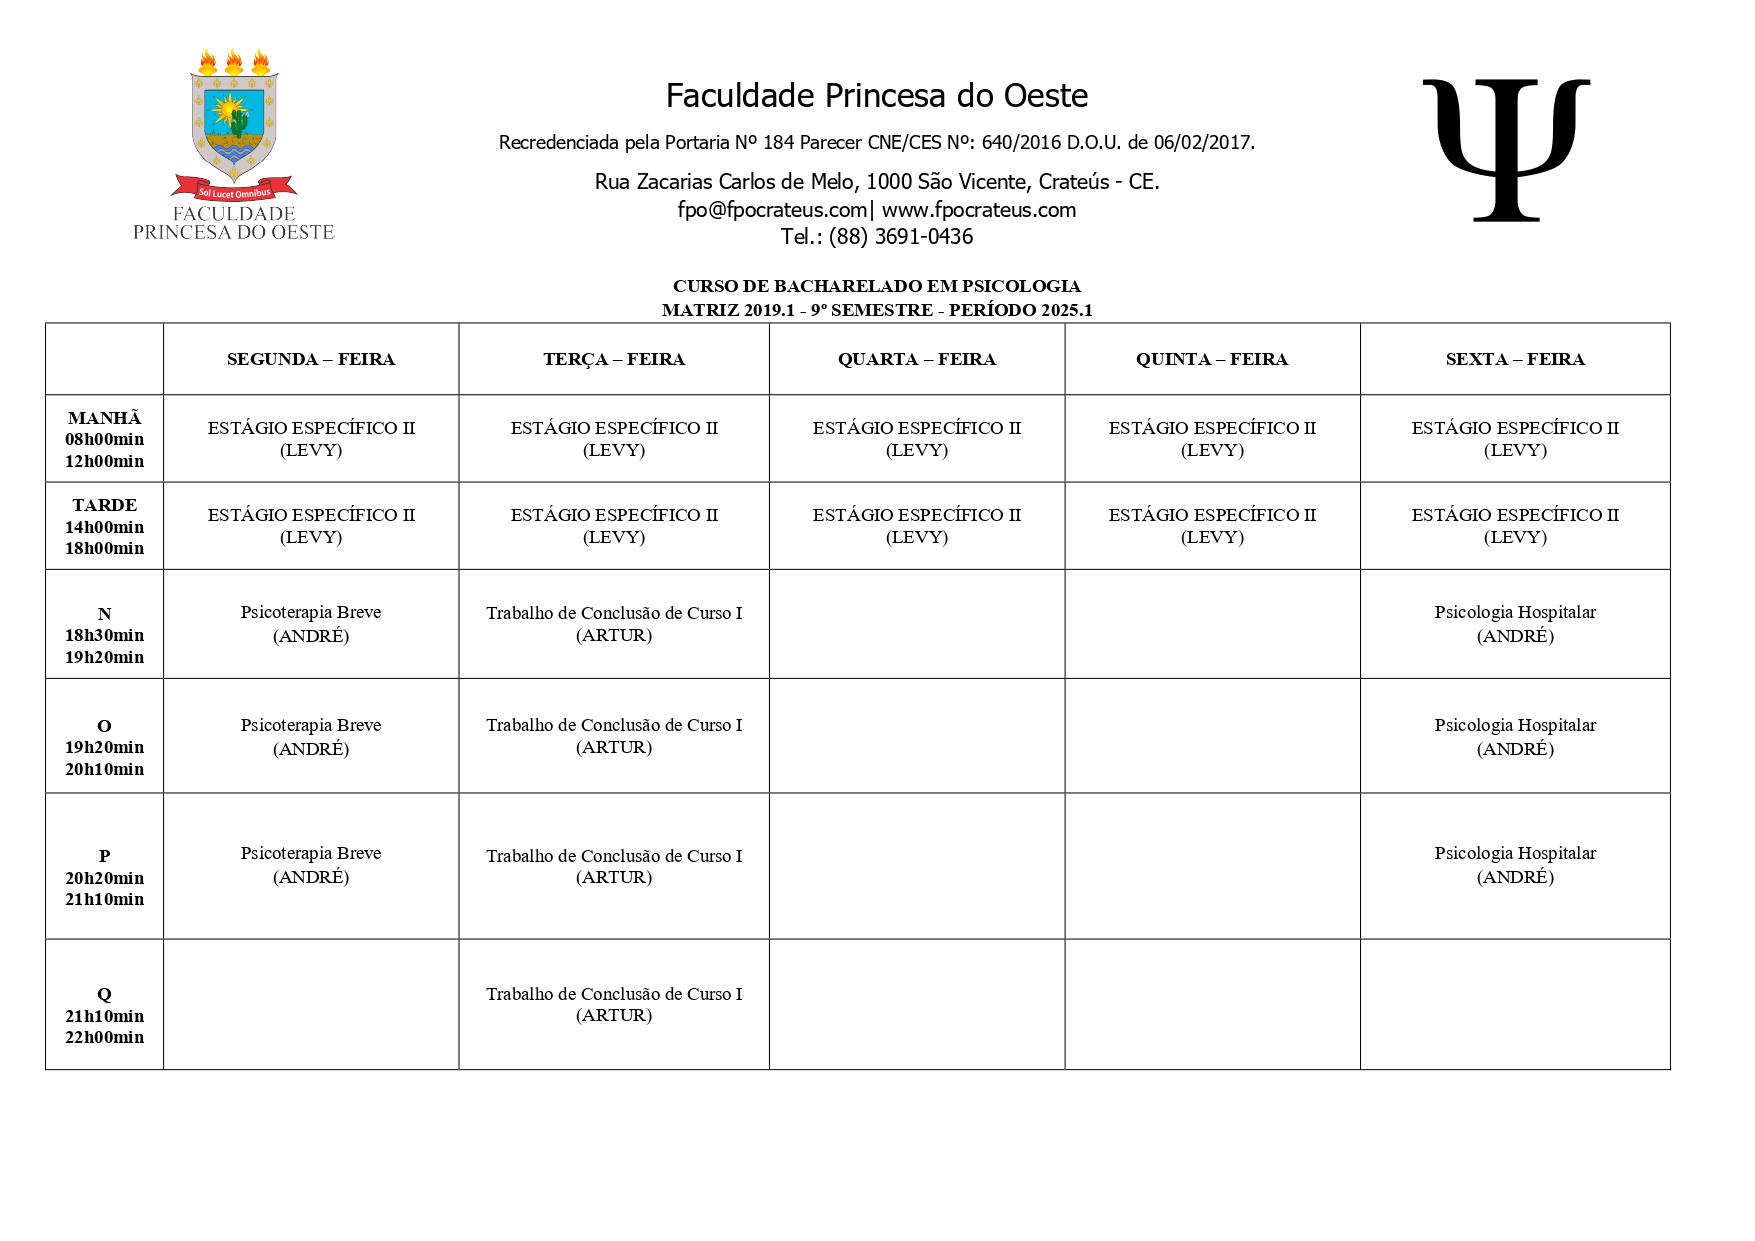 Sol Lucet Omnibus
FACULDADE
PRINCESA DO OESTE
Faculdade Princesa do Oeste
Recredenciada pela Portaria Nº 184 Parecer CNE/CES Nº: 640/2016 D.O.U. de 06/02/2017.
Rua Zacarias Carlos de Melo, 1000 São Vicente, Crateús - CE.
fpo@fpocrateus.com| www.fpocrateus.com
Tel.: (88) 3691-0436
Ψ
CURSO DE BACHARELADO EM PSICOLOGIA
MATRIZ 2019.1 - 9º SEMESTRE - PERÍODO 2025.1
SEGUNDA – FEIRA
TERÇA – FEIRA
QUARTA – FEIRA
QUINTA – FEIRA
SEXTA – FEIRA
MANHÃ
08h00min
12h00min
ESTÁGIO ESPECÍFICO II
(LEVY)
ESTÁGIO ESPECÍFICO II
(LEVY)
ESTÁGIO ESPECÍFICO II
(LEVY)
ESTÁGIO ESPECÍFICO II
(LEVY)
ESTÁGIO ESPECÍFICO II
(LEVY)
TARDE
14h00min
18h00min
ESTÁGIO ESPECÍFICO II
(LEVY)
ESTÁGIO ESPECÍFICO II
(LEVY)
ESTÁGIO ESPECÍFICO II
(LEVY)
ESTÁGIO ESPECÍFICO II
(LEVY)
ESTÁGIO ESPECÍFICO II
(LEVY)
N
18h30min
19h20min
Psicoterapia Breve
(ANDRÉ)
Trabalho de Conclusão de Curso I
(ARTUR)
Psicologia Hospitalar
(ANDRÉ)
O
19h20min
20h10min
Psicoterapia Breve
(ANDRÉ)
Trabalho de Conclusão de Curso I
(ARTUR)
Psicologia Hospitalar
(ANDRÉ)
P
20h20min
21h10min
Psicoterapia Breve
(ANDRÉ)
Trabalho de Conclusão de Curso I
(ARTUR)
Psicologia Hospitalar
(ANDRÉ)
Q
21h10min
22h00min
Trabalho de Conclusão de Curso I
(ARTUR)